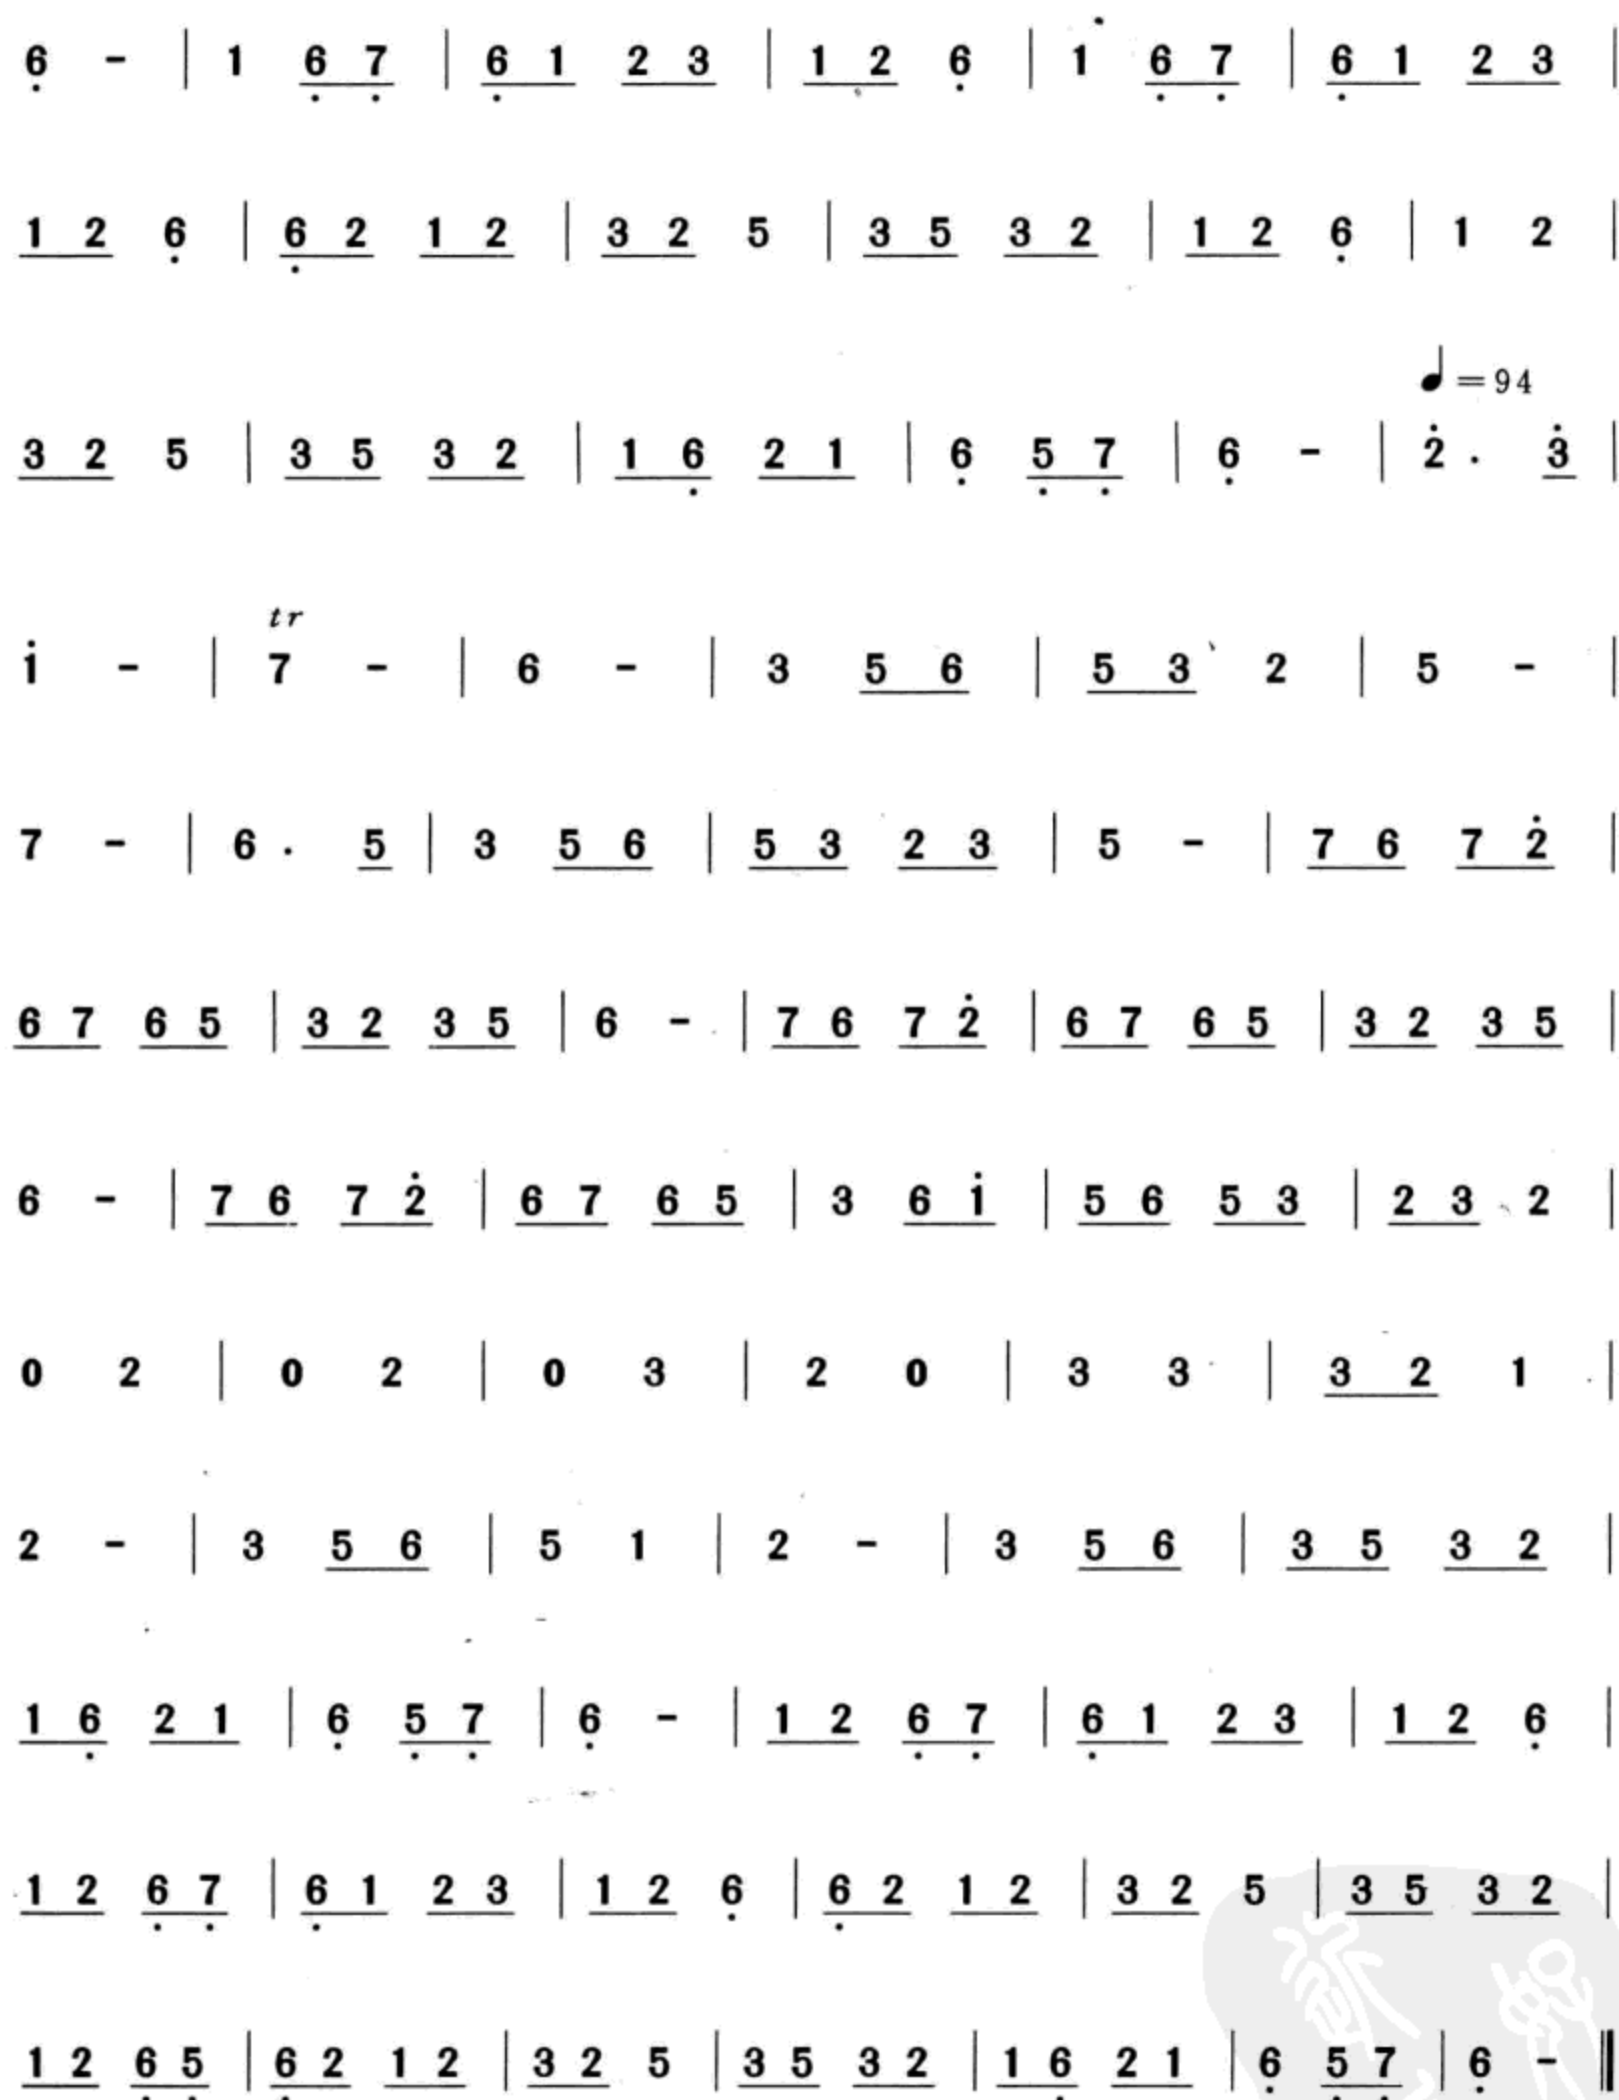 6̣ - | 1 6̣ 7̣ | 6̣ 1 2 3 | 1 2 6̣ | 1 6̣ 7̣ | 6̣ 1 2 3 |
1 2 6̣ | 6̣ 2 1 2 | 3 2 5 | 3 5 3 2 | 1 2 6̣ | 1 2 |
♩=94
3 2 5 | 3 5 3 2 | 1 6̣ 2 1 | 6̣ 5̣ 7̣ | 6̣ - | 2̇ . 3̇ |
tr
1̇ - | 7 - | 6 - | 3 5 6 | 5 3 2 | 5 - |
7 - | 6 . 5 | 3 5 6 | 5 3 2 3 | 5 - | 7 6 7 2̇ |
6 7 6 5 | 3 2 3 5 | 6 - | 7 6 7 2̇ | 6 7 6 5 | 3 2 3 5 |
6 - | 7 6 7 2̇ | 6 7 6 5 | 3 6 1̇ | 5 6 5 3 | 2 3 2 |
0 2 | 0 2 | 0 3 | 2 0 | 3 3 | 3 2 1 |
2 - | 3 5 6 | 5 1 | 2 - | 3 5 6 | 3 5 3 2 |
1 6̣ 2 1 | 6̣ 5̣ 7̣ | 6̣ - | 1 2 6̣ 7̣ | 6̣ 1 2 3 | 1 2 6̣ |
1 2 6̣ 7̣ | 6̣ 1 2 3 | 1 2 6̣ | 6̣ 2 1 2 | 3 2 5 | 3 5 3 2 |
1 2 6̣ 5̣ | 6̣ 2 1 2 | 3 2 5 | 3 5 3 2 | 1 6̣ 2 1 | 6̣ 5̣ 7̣ | 6̣ - ‖